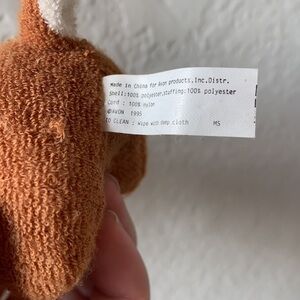 Made in China for Avon products,Inc.Distr.
Shell:100% polyester,stuffing:100% polyester
Cord : 100% nylon
©AVON 1995
TO CLEAN : Wipe with damp cloth MS